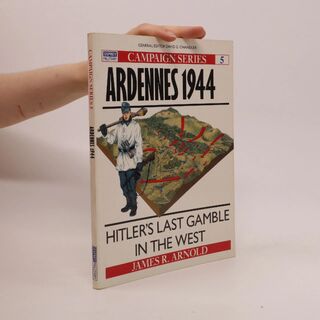 GENERAL EDITOR DAVID G. CHANDLER
CAMPAIGN SERIES
5
ARDENNES 1944
HITLER'S LAST GAMBLE
IN THE WEST
JAMES R. ARNOLD
CAMPAIGN SERIES 5
ARDENNES 1944